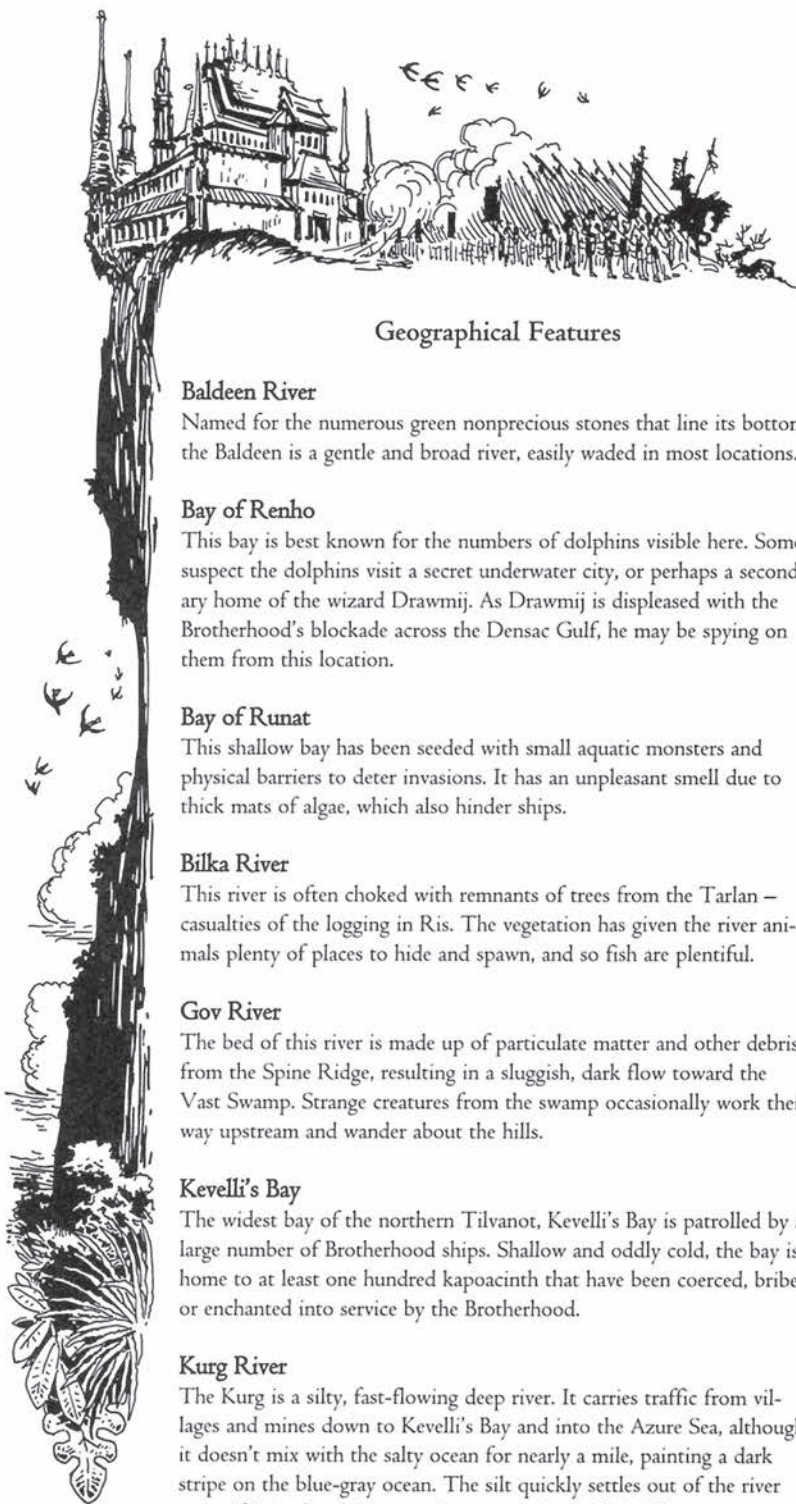 Geographical Features
Baldeen River
Named for the numerous green nonprecious stones that line its bottom
the Baldeen is a gentle and broad river, easily waded in most locations.
Bay of Renho
This bay is best known for the numbers of dolphins visible here. Some
suspect the dolphins visit a secret underwater city, or perhaps a second-
ary home of the wizard Drawmij. As Drawmij is displeased with the
Brotherhood's blockade across the Densac Gulf, he may be spying on
them from this location.
Bay of Runat
This shallow bay has been seeded with small aquatic monsters and
physical barriers to deter invasions. It has an unpleasant smell due to
thick mats of algae, which also hinder ships.
Bilka River
This river is often choked with remnants of trees from the Tarlan –
casualties of the logging in Ris. The vegetation has given the river ani-
mals plenty of places to hide and spawn, and so fish are plentiful.
Gov River
The bed of this river is made up of particulate matter and other debris
from the Spine Ridge, resulting in a sluggish, dark flow toward the
Vast Swamp. Strange creatures from the swamp occasionally work their
way upstream and wander about the hills.
Kevelli's Bay
The widest bay of the northern Tilvanot, Kevelli's Bay is patrolled by
large number of Brotherhood ships. Shallow and oddly cold, the bay is
home to at least one hundred kapoacinth that have been coerced, bribe
or enchanted into service by the Brotherhood.
Kurg River
The Kurg is a silty, fast-flowing deep river. It carries traffic from vil-
lages and mines down to Kevelli's Bay and into the Azure Sea, although
it doesn't mix with the salty ocean for nearly a mile, painting a dark
stripe on the blue-gray ocean. The silt quickly settles out of the river